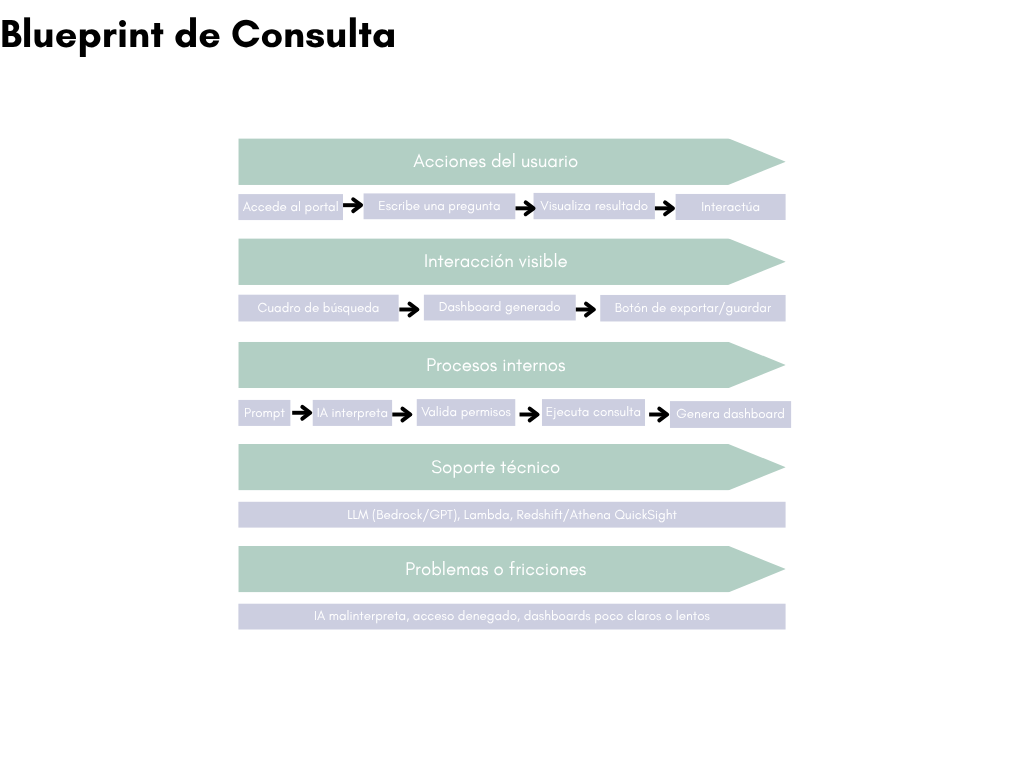 Blueprint de Consulta
Acciones del usuario
Accede al portal
Escribe una pregunta
Visualiza resultado
Interactúa
Interacción visible
Cuadro de búsqueda
Dashboard generado
Botón de exportar/guardar
Procesos internos
Prompt
IA interpreta
Valida permisos
Ejecuta consulta
Genera dashboard
Soporte técnico
LLM (Bedrock/GPT), Lambda, Redshift/Athena QuickSight
Problemas o fricciones
IA malinterpreta, acceso denegado, dashboards poco claros o lentos